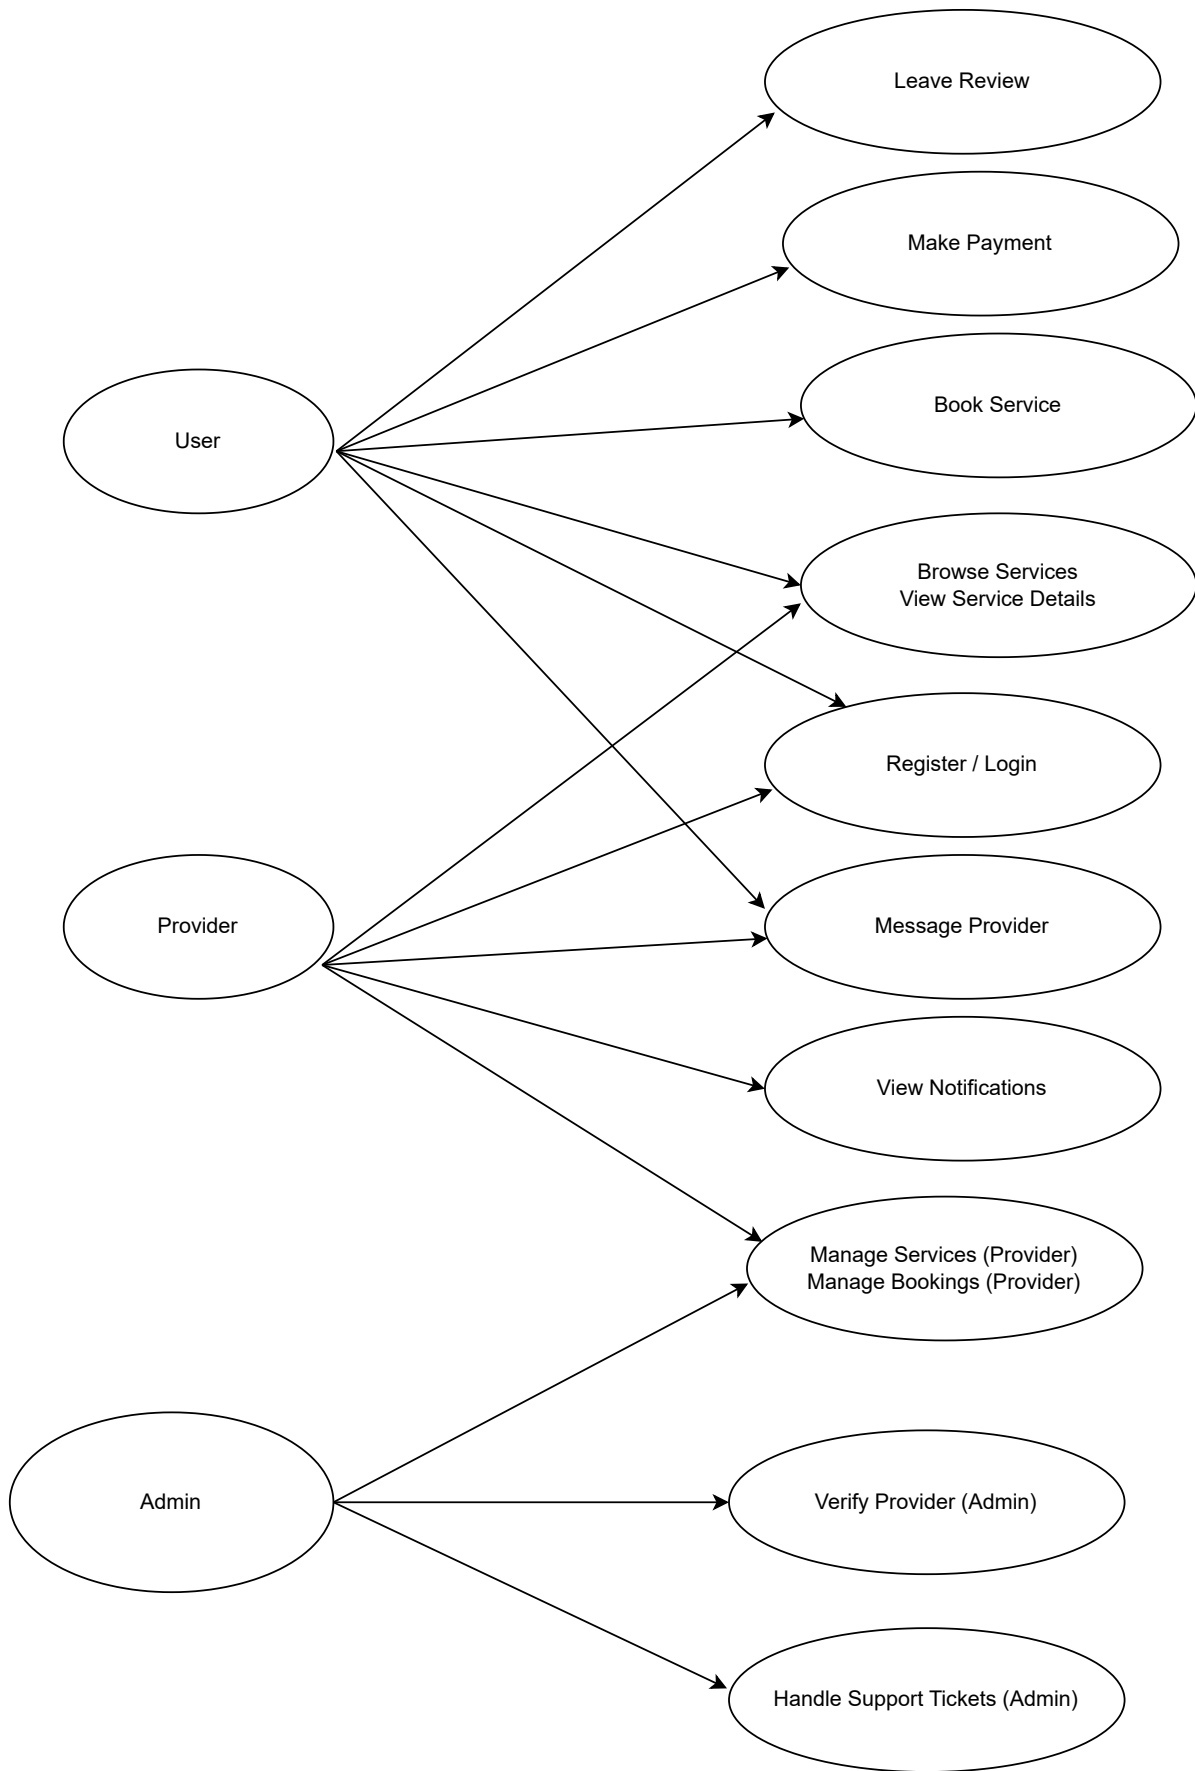 Leave Review
Make Payment
Book Service
User
Browse Services
View Service Details
Register / Login
Provider
Message Provider
View Notifications
Manage Services (Provider)
Manage Bookings (Provider)
Admin
Verify Provider (Admin)
Handle Support Tickets (Admin)